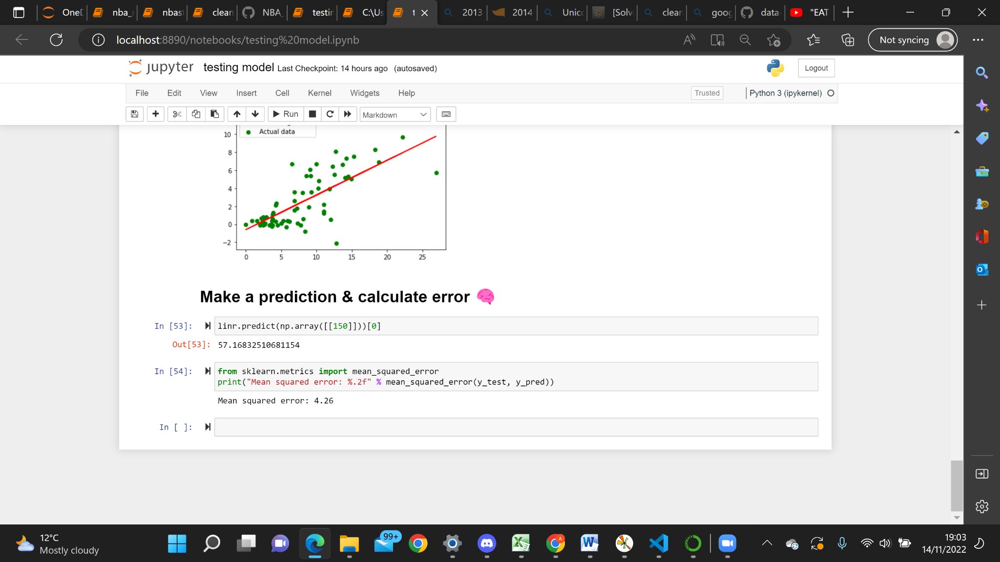 OneD
nba_
nbast
clean
NBA_
testin
C:\Us
t
2013
2014
Unico
[Solv
clean
goog
data-
"EAT
localhost:8890/notebooks/testing%20model.ipynb
Not syncing
jupyter testing model Last Checkpoint: 14 hours ago (autosaved)
Logout
File Edit View Insert Cell Kernel Widgets Help
Trusted
Python 3 (ipykernel)
Run
Markdown
Actual data
10
8
6
4
2
0
−2
0 5 10 15 20 25
Make a prediction & calculate error
In [53]: linr.predict(np.array([[150]]))[0]
Out[53]: 57.16832510681154
In [54]: from sklearn.metrics import mean_squared_error
print("Mean squared error: %.2f" % mean_squared_error(y_test, y_pred))
Mean squared error: 4.26
In [ ]:
12°C
Mostly cloudy
99+
19:03
14/11/2022